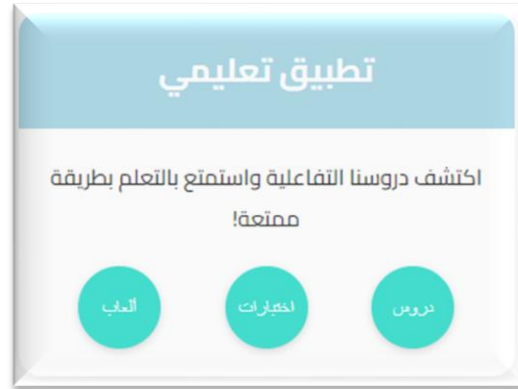 تطبيق تعليمي
اكتشف دروسنا التفاعلية واستمتع بالتعلم بطريقة
ممتعة!
دروس
اختبارات
ألعاب